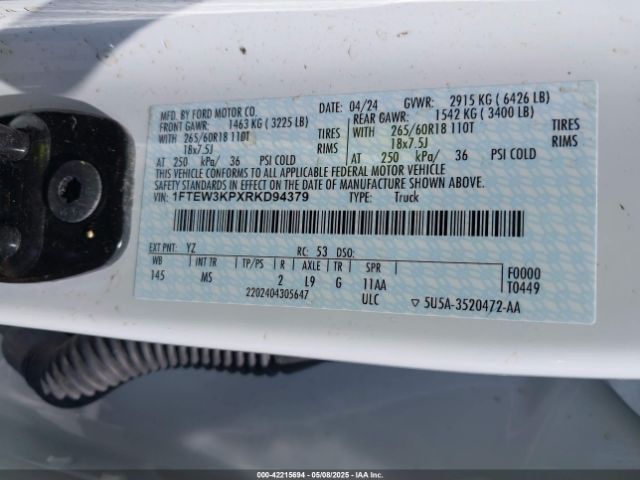 MFD. BY FORD MOTOR CO.
DATE: 04/24 GVWR: 2915 KG ( 6426 LB)
FRONT GAWR: 1463 KG ( 3225 LB) REAR GAWR: 1542 KG ( 3400 LB)
WITH 265/60R18 110T TIRES WITH 265/60R18 110T TIRES
18x7.5J RIMS 18x7.5J RIMS
AT 250 kPa/ 36 PSI COLD AT 250 kPa/ 36 PSI COLD
THIS VEHICLE CONFORMS TO ALL APPLICABLE FEDERAL MOTOR VEHICLE
SAFETY STANDARDS IN EFFECT ON THE DATE OF MANUFACTURE SHOWN ABOVE.
VIN: 1FTEW3KPXRKD94379 TYPE: Truck
EXT PNT: YZ RC: 53 DSO:
WB INT TR TP/PS R AXLE TR SPR F0000
145 MS 2 L9 G 11AA T0449
2202404305647 ULC ▽ 5U5A-3520472-AA
000-42215694 - 05/08/2025 - IAA Inc.